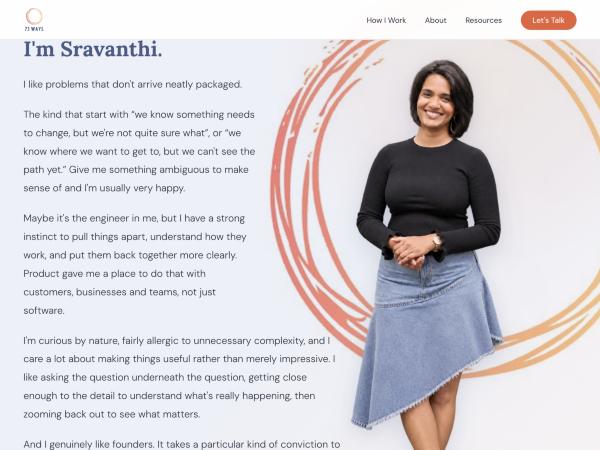 73 WAYS
How I Work
About
Resources
Let's Talk
I'm Sravanthi.
I like problems that don't arrive neatly packaged.
The kind that start with “we know something needs
to change, but we're not quite sure what”, or “we
know where we want to get to, but we can't see the
path yet.” Give me something ambiguous to make
sense of and I'm usually very happy.
Maybe it's the engineer in me, but I have a strong
instinct to pull things apart, understand how they
work, and put them back together more clearly.
Product gave me a place to do that with
customers, businesses and teams, not just
software.
I'm curious by nature, fairly allergic to unnecessary complexity, and I
care a lot about making things useful rather than merely impressive. I
like asking the question underneath the question, getting close
enough to the detail to understand what's really happening, then
zooming back out to see what matters.
And I genuinely like founders. It takes a particular kind of conviction to